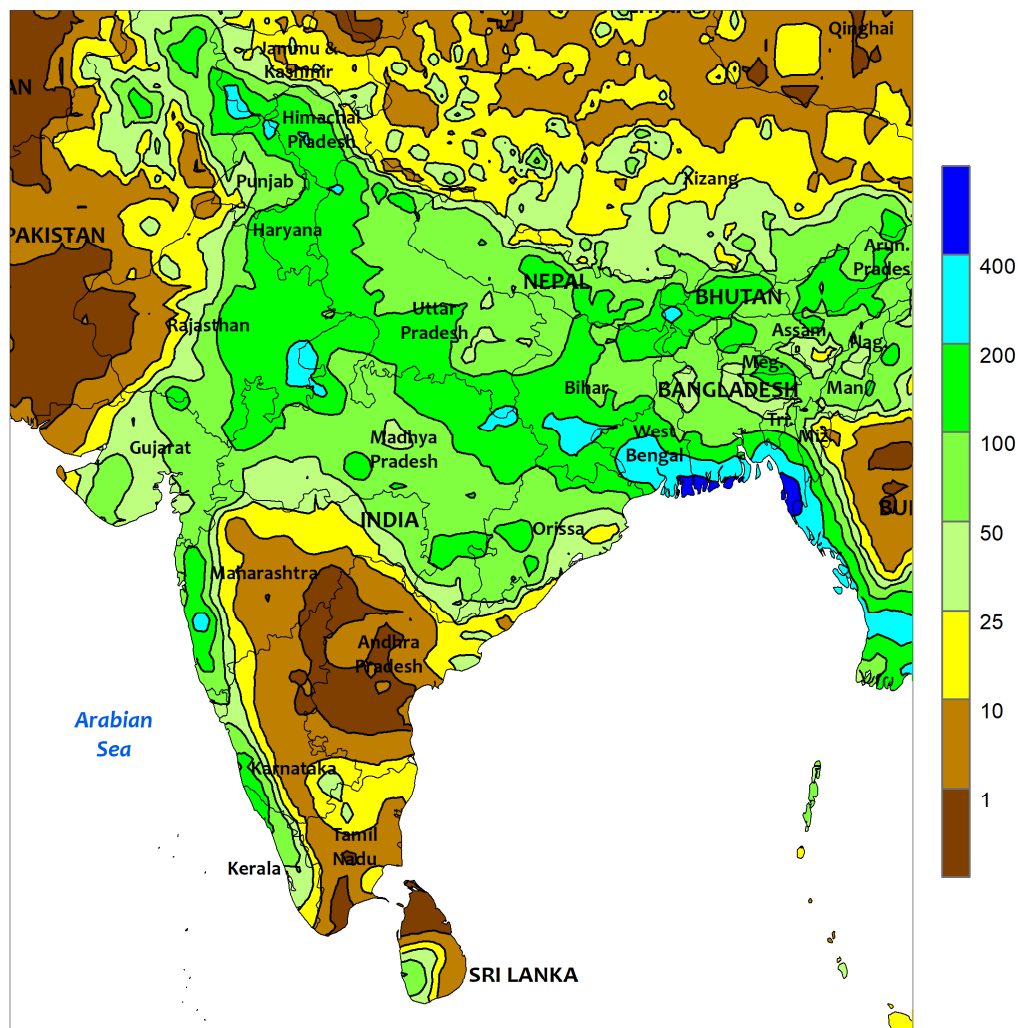 Qinghai
Jammu &
Kashmir
AN
Himachal
Pradesh
Punjab
Xizang
PAKISTAN
Haryana
Arun.
Prades
NEPAL
BHUTAN
400
Uttar
Pradesh
Rajasthan
Assam
Nag.
200
Meg.
Bihar
BANGLADESH
Man.
Tri.
West
Bengal
Miz.
100
Gujarat
Madhya
Pradesh
BU
INDIA
Orissa
50
Maharashtra
25
Andhra
Pradesh
10
Arabian
Sea
Karnataka
1
Tamil
Nadu
Kerala
SRI LANKA